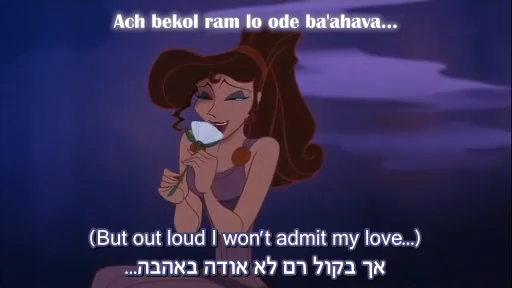 Ach bekol ram lo ode ba'ahava...
(But out loud I won't admit my love...)
אך בקול רם לא אודה באהבה...